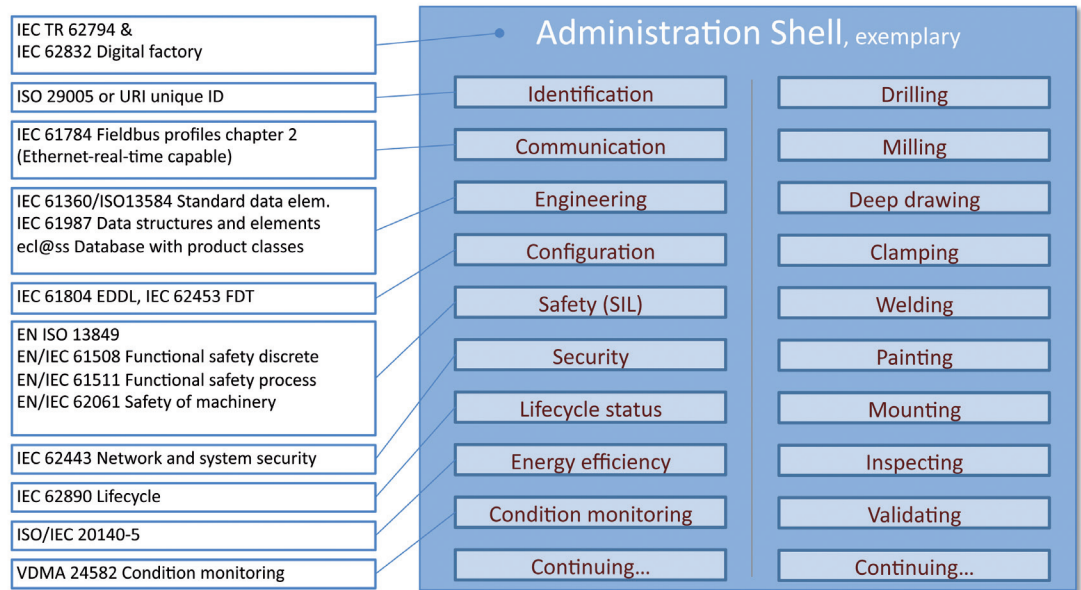 IEC TR 62794 &
IEC 62832 Digital factory
ISO 29005 or URI unique ID
IEC 61784 Fieldbus profiles chapter 2
(Ethernet-real-time capable)
IEC 61360/ISO13584 Standard data elem.
IEC 61987 Data structures and elements
ecl@ss Database with product classes
IEC 61804 EDDL, IEC 62453 FDT
EN ISO 13849
EN/IEC 61508 Functional safety discrete
EN/IEC 61511 Functional safety process
EN/IEC 62061 Safety of machinery
IEC 62443 Network and system security
IEC 62890 Lifecycle
ISO/IEC 20140-5
VDMA 24582 Condition monitoring
Administration Shell, exemplary
Identification
Communication
Engineering
Configuration
Safety (SIL)
Security
Lifecycle status
Energy efficiency
Condition monitoring
Continuing...
Drilling
Milling
Deep drawing
Clamping
Welding
Painting
Mounting
Inspecting
Validating
Continuing...